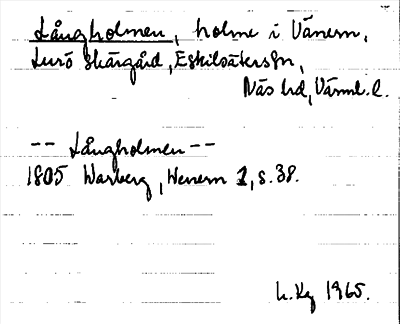 Långholmen, holme i Vänern,
Lurö skärgård, Eskilsäters sn,
Näs hd, Värml. l.
-- Långholmen --
1805 Warberg, Wenern 1, s. 38.
L. Kg 1965.